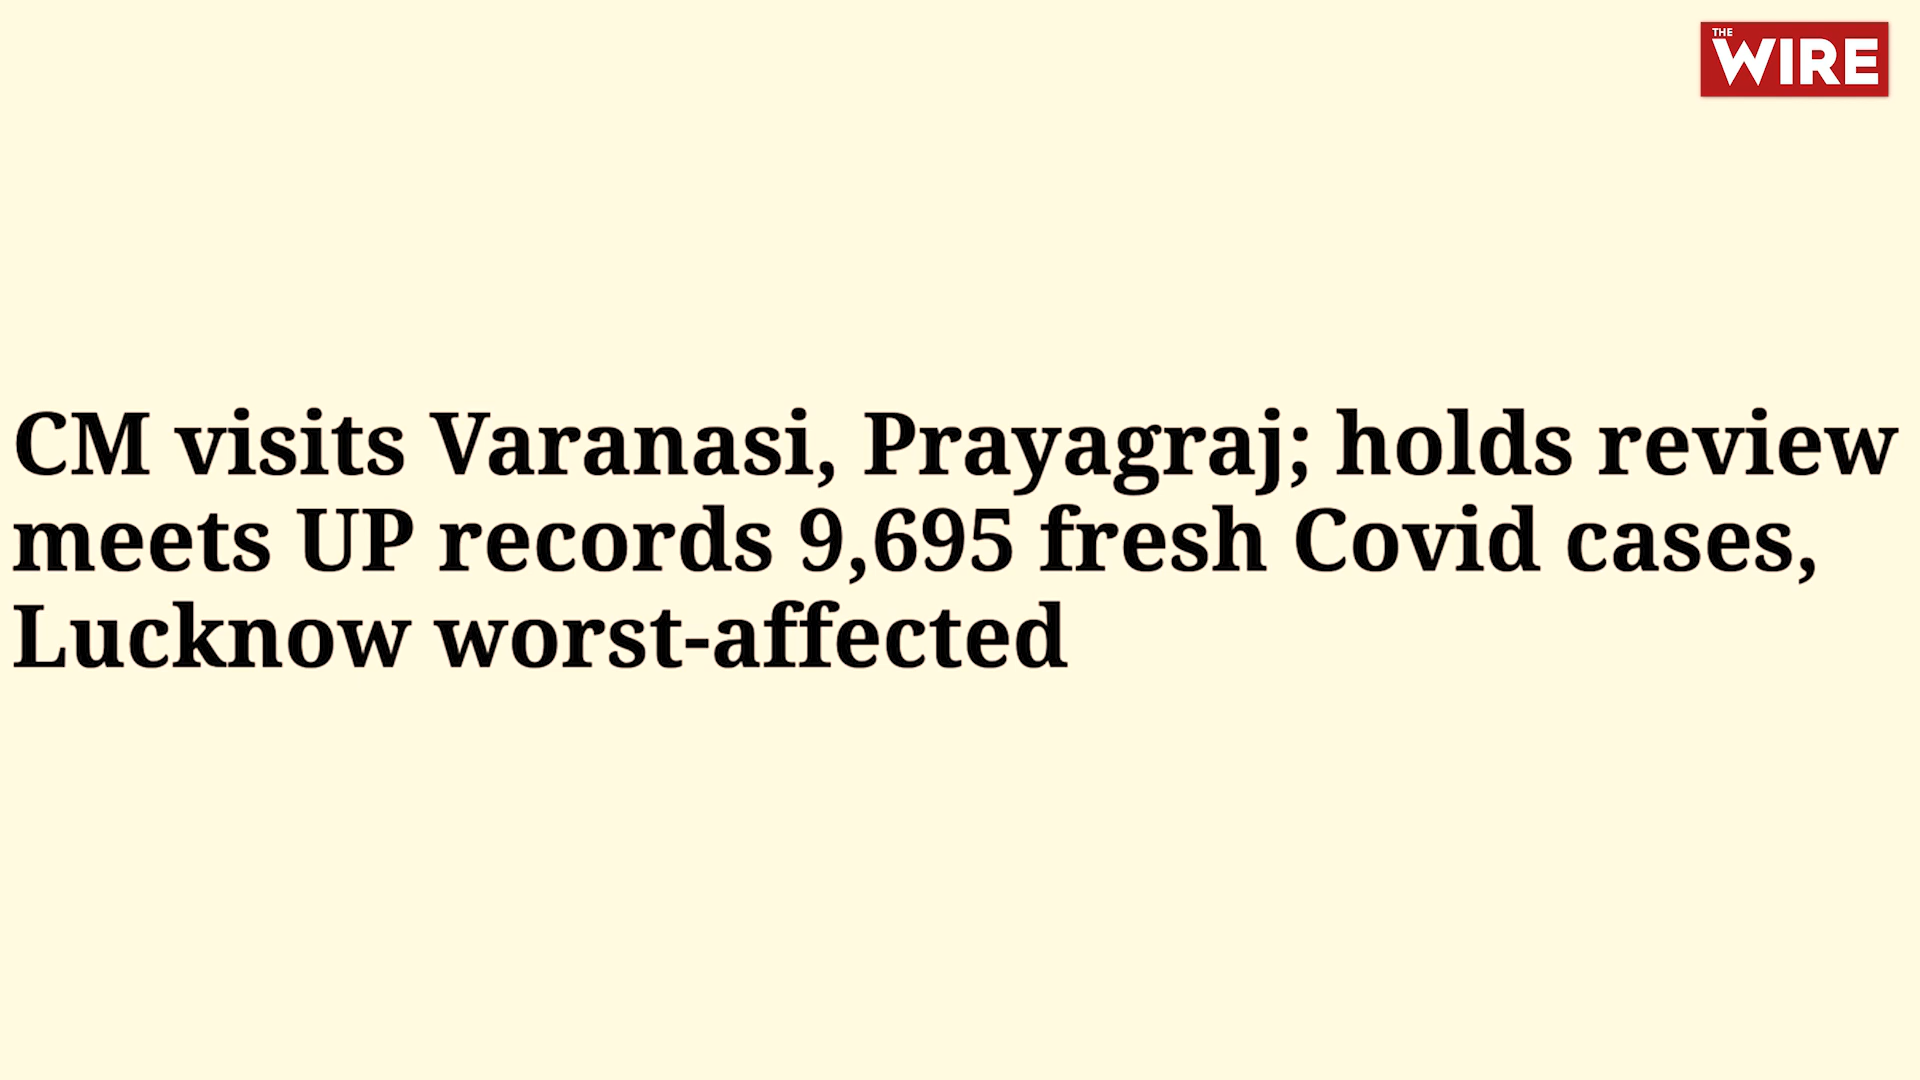 THE
WIRE
CM visits Varanasi, Prayagraj; holds review
meets UP records 9,695 fresh Covid cases,
Lucknow worst-affected